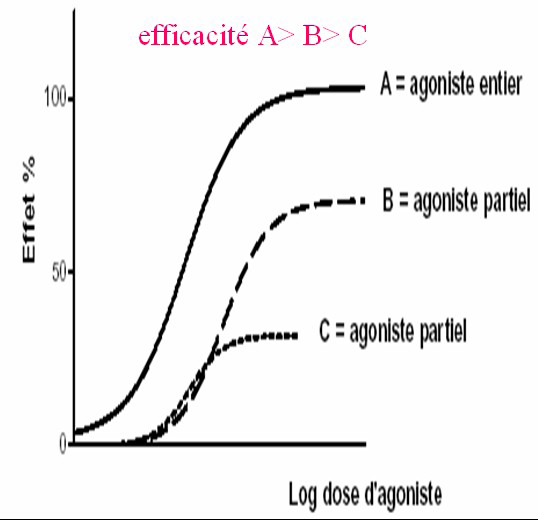 efficacité A> B> C
A = agoniste entier
100
B = agoniste partiel
Effet %
50
C = agoniste partiel
0
Log dose d'agoniste